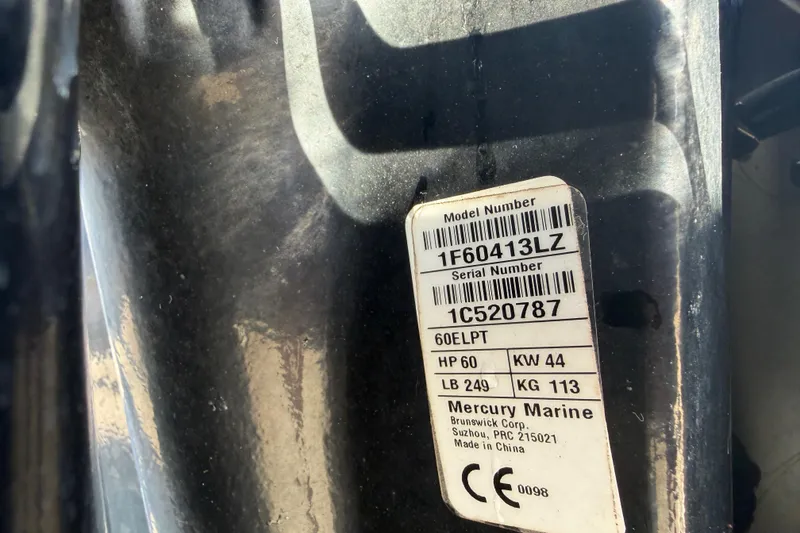 Model Number
1F60413LZ
Serial Number
1C520787
60ELPT
HP 60 KW 44
LB 249 KG 113
Mercury Marine
Brunswick Corp.
Suzhou, PRC 215021
Made in China
CE 0098